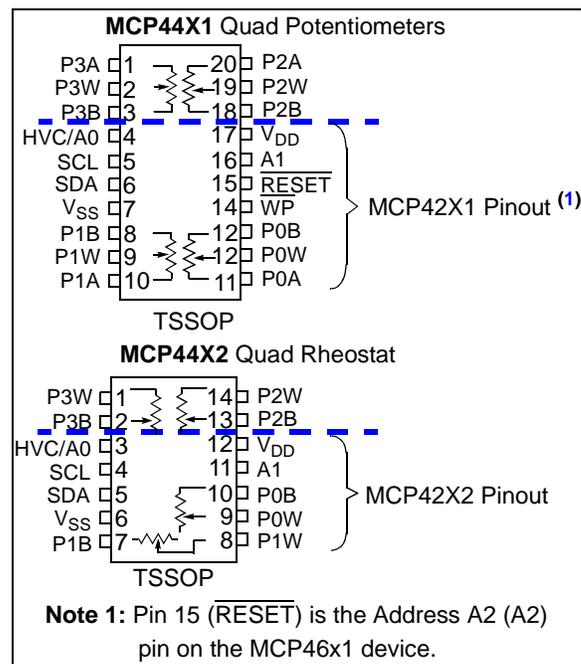 MCP44X1 Quad Potentiometers
P3A 1 20 P2A
P3W 2 19 P2W
P3B 3 18 P2B
HVC/A0 4 17 VDD
SCL 5 16 A1
SDA 6 15 RESET
VSS 7 14 WP
P1B 8 12 P0B
P1W 9 12 P0W
P1A 10 11 P0A
MCP42X1 Pinout (1)
TSSOP
MCP44X2 Quad Rheostat
P3W 1 14 P2W
P3B 2 13 P2B
HVC/A0 3 12 VDD
SCL 4 11 A1
SDA 5 10 P0B
VSS 6 9 P0W
P1B 7 8 P1W
MCP42X2 Pinout
TSSOP
Note 1: Pin 15 (RESET) is the Address A2 (A2)
pin on the MCP46x1 device.